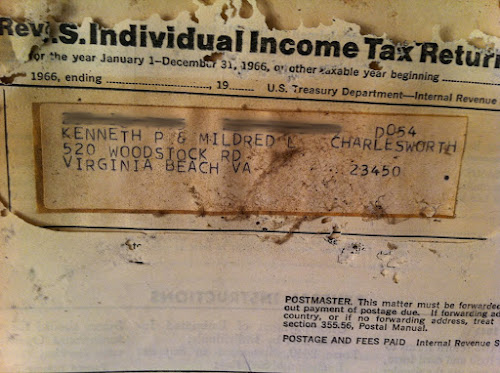 Rev. S. Individual Income Tax Return
for the year January 1–December 31, 1966, or other taxable year beginning
1966, ending , 19 U.S. Treasury Department—Internal Revenue
D054
KENNETH P & MILDRED L CHARLESWORTH
520 WOODSTOCK RD
VIRGINIA BEACH VA 23450
POSTMASTER. This matter must be forwarded
out payment of postage due. If forwarding ad
country, or if no forwarding address, treat
section 355.56, Postal Manual.
POSTAGE AND FEES PAID Internal Revenue S
INSTRUCTIONS